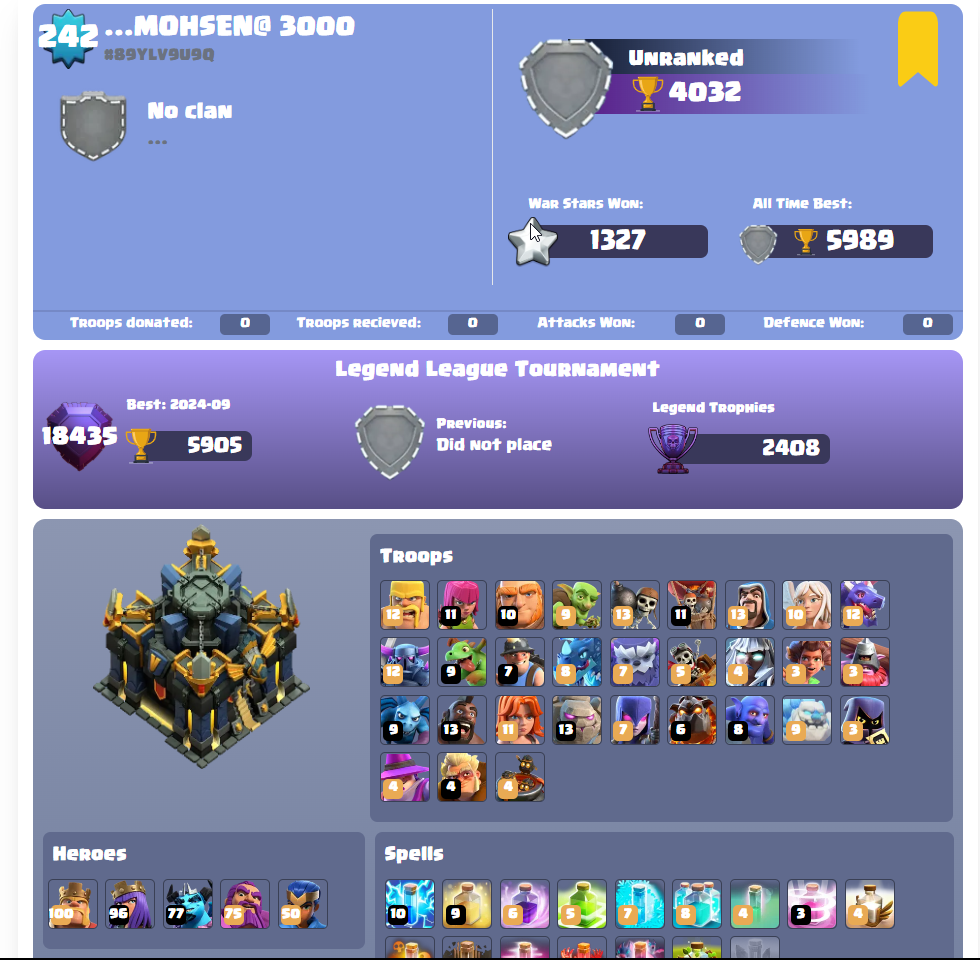 242 ...MOHSEN@ 3000
#89YLV9U9Q
No clan
...
Unranked
4032
War Stars Won:
1327
All Time Best:
5989
Troops donated: 0 Troops recieved: 0 Attacks Won: 0 Defence Won: 0
Legend League Tournament
18435
Best: 2024-09
5905
Previous:
Did not place
Legend Trophies
2408
Troops
12 11 10 9 13 11 13 10 12
12 9 7 8 7 5 4 3 3
9 13 11 13 7 6 8 9 3
4 4 4
Heroes
100 96 77 75 50
Spells
10 9 6 5 7 8 4 3 4